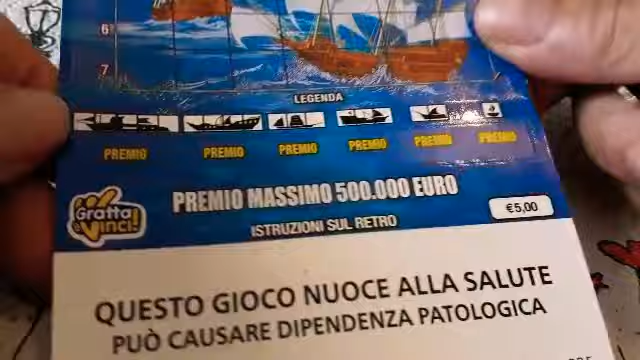 6
7
LEGENDA
PREMIO PREMIO PREMIO PREMIO PREMIO PREMIO
Gratta e Vinci!
PREMIO MASSIMO 500.000 EURO
€5,00
ISTRUZIONI SUL RETRO
QUESTO GIOCO NUOCE ALLA SALUTE
PUÒ CAUSARE DIPENDENZA PATOLOGICA